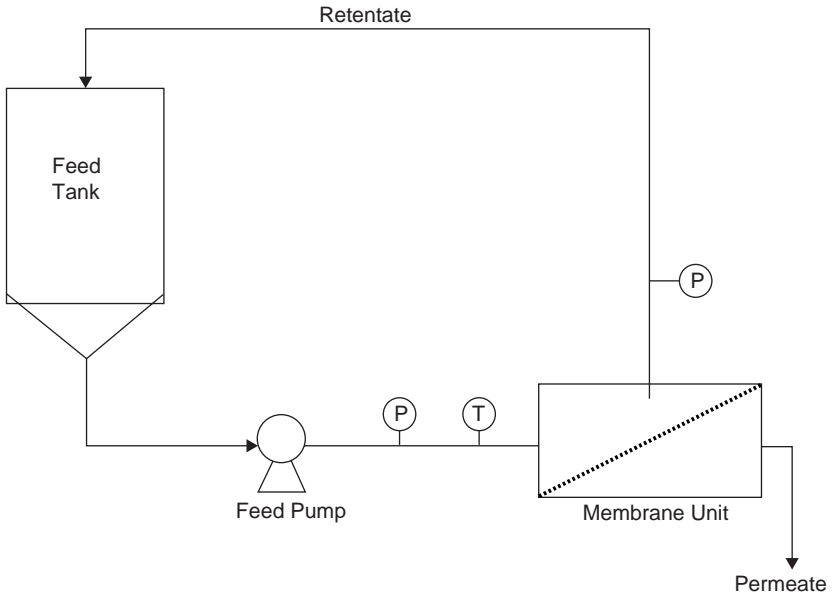 Retentate
Feed
Tank
P
P
T
Feed Pump
Membrane Unit
Permeate